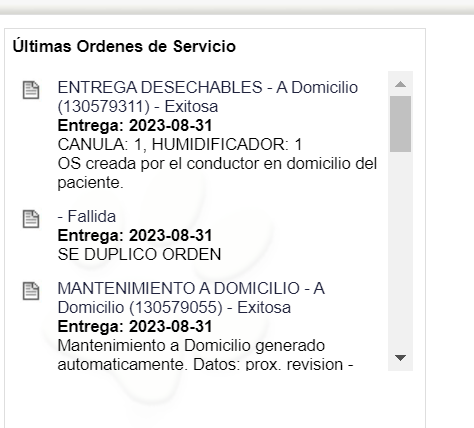 Últimas Ordenes de Servicio
ENTREGA DESECHABLES - A Domicilio
(130579311) - Exitosa
Entrega: 2023-08-31
CANULA: 1, HUMIDIFICADOR: 1
OS creada por el conductor en domicilio del
paciente.
- Fallida
Entrega: 2023-08-31
SE DUPLICO ORDEN
MANTENIMIENTO A DOMICILIO - A
Domicilio (130579055) - Exitosa
Entrega: 2023-08-31
Mantenimiento a Domicilio generado
automaticamente. Datos: prox. revision -